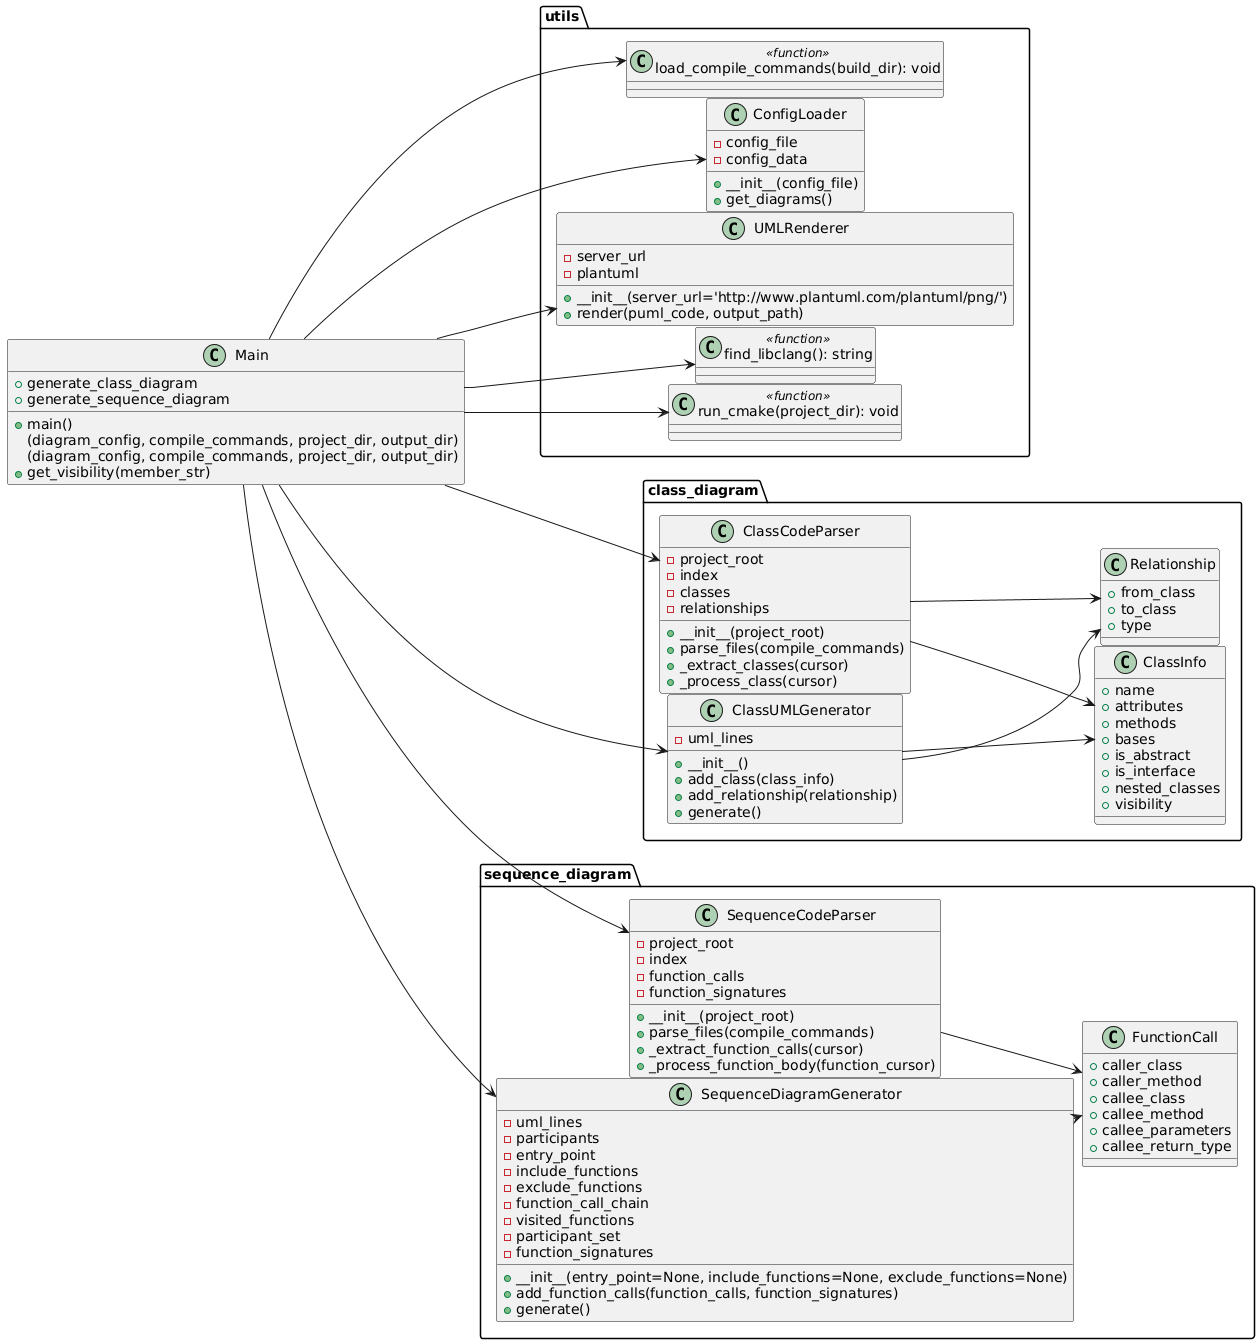 utils
C
«function»
load_compile_commands(build_dir): void
C
ConfigLoader
config_file
config_data
__init__(config_file)
get_diagrams()
C
UMLRenderer
server_url
plantuml
__init__(server_url='http://www.plantuml.com/plantuml/png/')
render(puml_code, output_path)
C
«function»
find_libclang(): string
C
«function»
run_cmake(project_dir): void
C
Main
generate_class_diagram
generate_sequence_diagram
main()
(diagram_config, compile_commands, project_dir, output_dir)
(diagram_config, compile_commands, project_dir, output_dir)
get_visibility(member_str)
class_diagram
C
ClassCodeParser
project_root
index
classes
relationships
__init__(project_root)
parse_files(compile_commands)
_extract_classes(cursor)
_process_class(cursor)
C
ClassUMLGenerator
uml_lines
__init__()
add_class(class_info)
add_relationship(relationship)
generate()
C
Relationship
from_class
to_class
type
C
ClassInfo
name
attributes
methods
bases
is_abstract
is_interface
nested_classes
visibility
sequence_diagram
C
SequenceCodeParser
project_root
index
function_calls
function_signatures
__init__(project_root)
parse_files(compile_commands)
_extract_function_calls(cursor)
_process_function_body(function_cursor)
C
SequenceDiagramGenerator
uml_lines
participants
entry_point
include_functions
exclude_functions
function_call_chain
visited_functions
participant_set
function_signatures
__init__(entry_point=None, include_functions=None, exclude_functions=None)
add_function_calls(function_calls, function_signatures)
generate()
C
FunctionCall
caller_class
caller_method
callee_class
callee_method
callee_parameters
callee_return_type